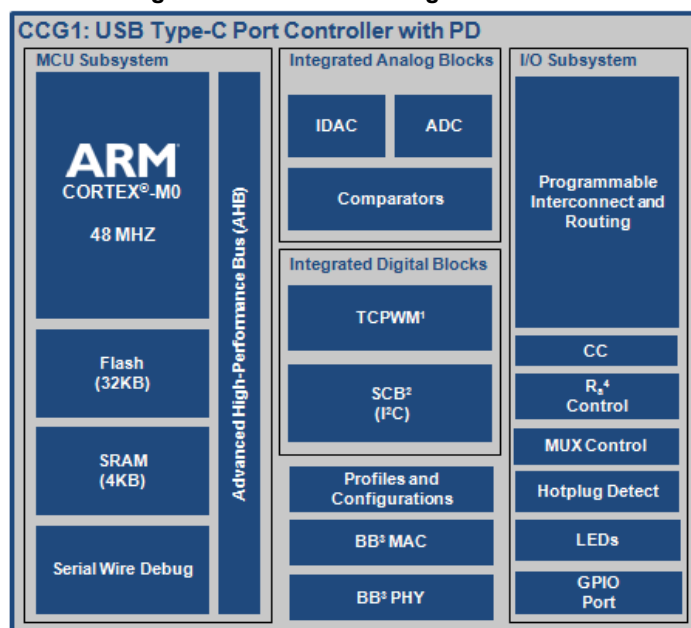 CCG1: USB Type-C Port Controller with PD
MCU Subsystem
ARM
CORTEX®-M0
48 MHZ
Flash
(32KB)
SRAM
(4KB)
Serial Wire Debug
Advanced High-Performance Bus (AHB)
Integrated Analog Blocks
IDAC
ADC
Comparators
Integrated Digital Blocks
TCPWM¹
SCB²
(I²C)
Profiles and
Configurations
BB³ MAC
BB³ PHY
I/O Subsystem
Programmable
Interconnect and
Routing
CC
Rₐ⁴
Control
MUX Control
Hotplug Detect
LEDs
GPIO
Port